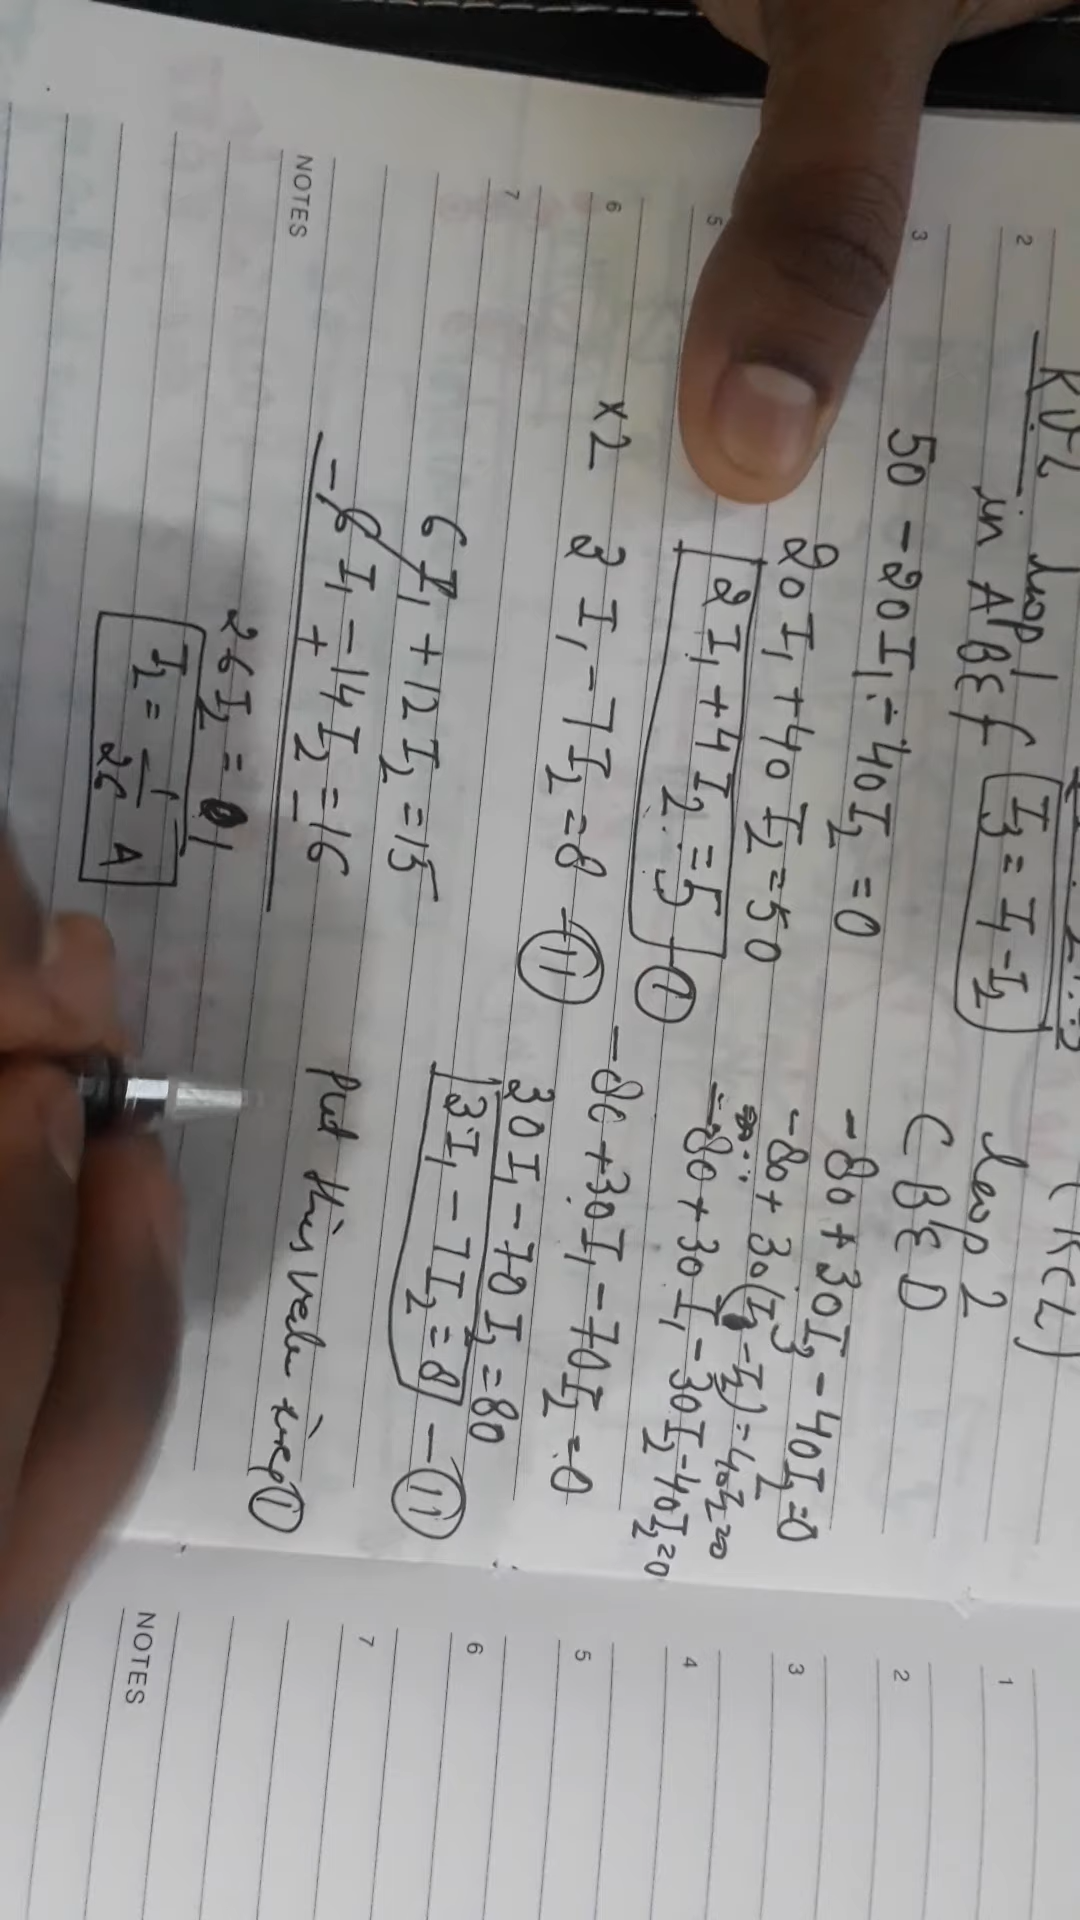 (KCL)
KVL loop 1
in ABEF I3 = I1 - I2
50 - 20I1 - 40I2 = 0
20I1 + 40I2 = 50
2I1 + 4I2 = 5 - (I)
×2 3I1 - 7I2 = 8 - (II)
6I1 + 12I2 = 15
-6I1 - 14I2 = 16
+ -
26I2 = 1
I2 = 1/26 A
loop 2
CBED
-80 + 30I3 - 40I2 = 0
-80 + 30(I1 - I2) = 40I2 = 0
-80 + 30I1 - 30I2 - 40I2 = 0
-80 + 30I1 - 70I2 = 0
30I1 - 70I2 = 80
3I1 - 7I2 = 8 - (II)
Put this value in eq (I)
2
3
5
6
7
NOTES
1
2
3
4
5
6
7
NOTES